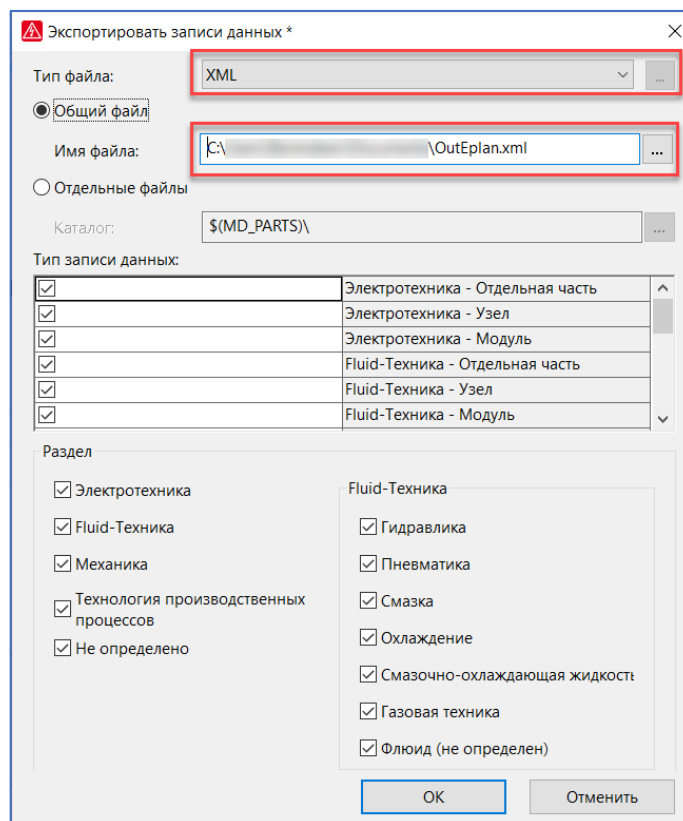 Экспортировать записи данных *
Тип файла:
XML
...
Общий файл
Имя файла:
C:\ \OutEplan.xml
...
Отдельные файлы
Каталог:
$(MD_PARTS)\
...
Тип записи данных:
Электротехника - Отдельная часть
Электротехника - Узел
Электротехника - Модуль
Fluid-Техника - Отдельная часть
Fluid-Техника - Узел
Fluid-Техника - Модуль
Раздел
Электротехника
Fluid-Техника
Механика
Технология производственных
процессов
Не определено
Fluid-Техника
Гидравлика
Пневматика
Смазка
Охлаждение
Смазочно-охлаждающая жидкость
Газовая техника
Флюид (не определен)
ОК
Отменить